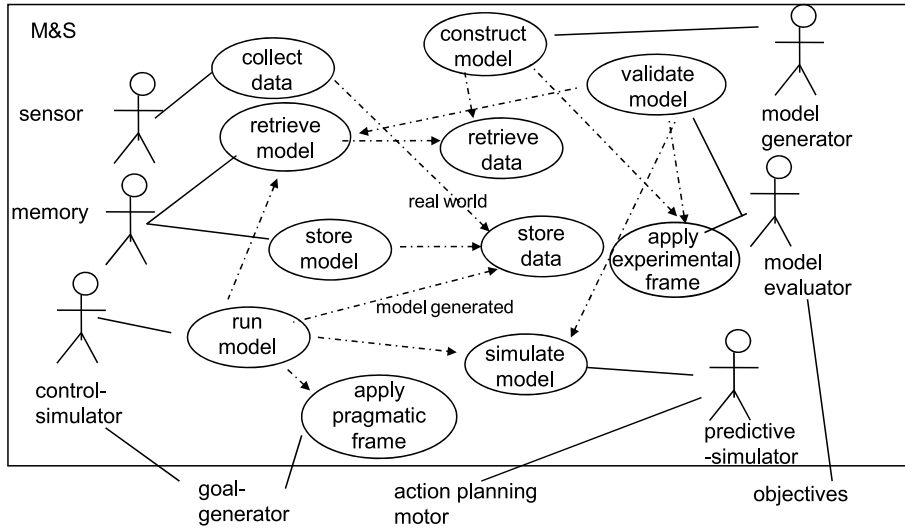 M&S
construct
model
collect
data
validate
model
sensor
model
generator
retrieve
model
retrieve
data
memory
real world
store
model
store
data
apply
experimental
frame
model
evaluator
model generated
run
model
simulate
model
control-
simulator
apply
pragmatic
frame
predictive
-simulator
goal-
generator
action planning
motor
objectives